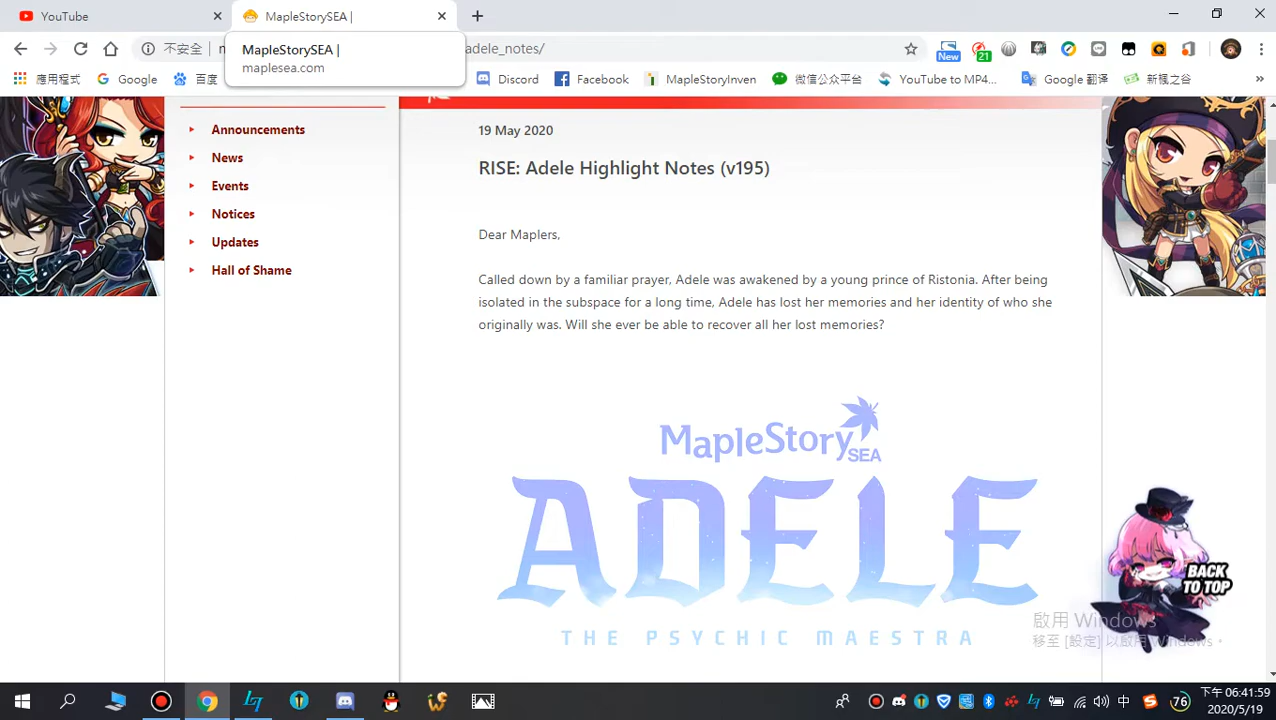 YouTube
MapleStorySEA |
不安全
adele_notes/
MapleStorySEA |
maplesea.com
New
21
應用程式
Google
百度
Discord
Facebook
MapleStoryInven
微信公众平台
YouTube to MP4...
Google 翻译
新楓之谷
»
Announcements
News
Events
Notices
Updates
Hall of Shame
19 May 2020
RISE: Adele Highlight Notes (v195)
Dear Maplers,
Called down by a familiar prayer, Adele was awakened by a young prince of Ristonia. After being
isolated in the subspace for a long time, Adele has lost her memories and her identity of who she
originally was. Will she ever be able to recover all her lost memories?
MapleStory
SEA
ADELE
THE PSYCHIC MAESTRA
BACK
TO TOP
啟用 Windows
移至 [設定] 以啟用 Windows。
中
76
下午 06:41:59
2020/5/19